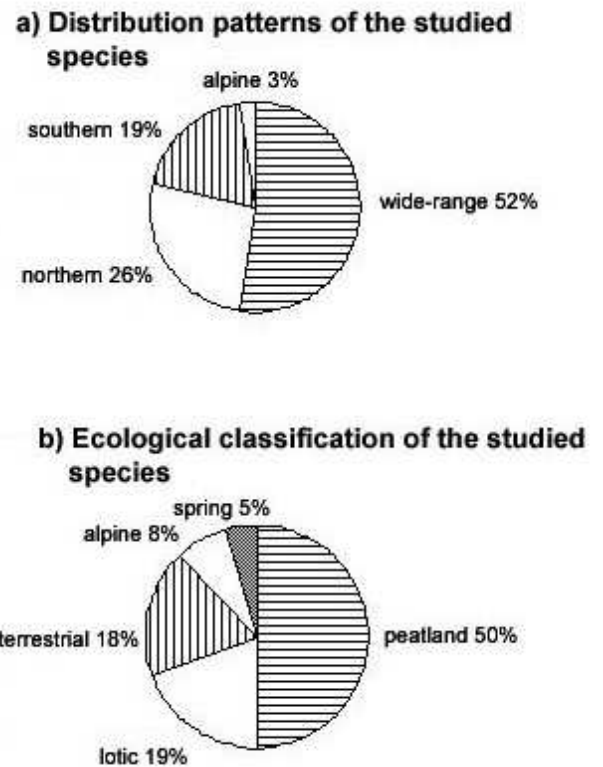 a) Distribution patterns of the studied
species
alpine 3%
southern 19%
wide-range 52%
northern 26%
b) Ecological classification of the studied
species
spring 5%
alpine 8%
terrestrial 18%
peatland 50%
lotic 19%